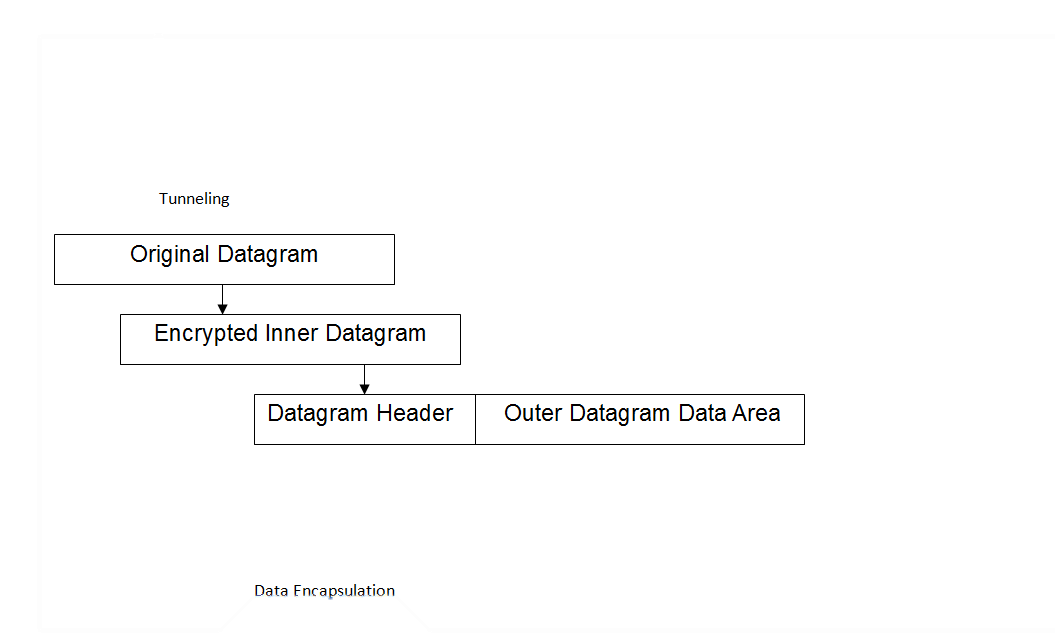 Tunneling
Original Datagram
Encrypted Inner Datagram
Datagram Header Outer Datagram Data Area
Data Encapsulation